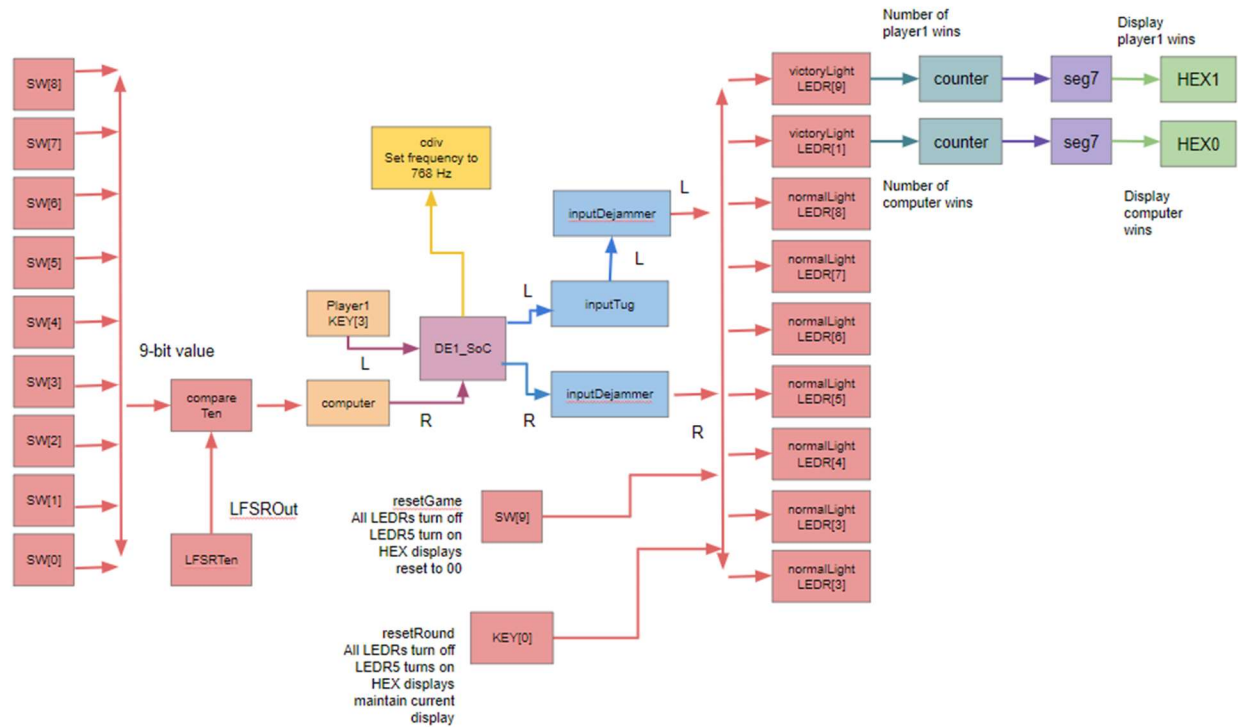 Number of
player1 wins
Display
player1 wins
SW[8]
SW[7]
SW[6]
SW[5]
SW[4]
SW[3]
SW[2]
SW[1]
SW[0]
9-bit value
compare
Ten
LFSROut
LFSRTen
cdiv
Set frequency to
768 Hz
Player1
KEY[3]
L
computer
R
DE1_SoC
L
inputTug
L
inputDejammer
L
R
inputDejammer
R
resetGame
All LEDRs turn off
LEDR5 turn on
HEX displays
reset to 00
SW[9]
resetRound
All LEDRs turn off
LEDR5 turns on
HEX displays
maintain current
display
KEY[0]
victoryLight
LEDR[9]
counter
seg7
HEX1
victoryLight
LEDR[1]
counter
seg7
HEX0
Number of
computer wins
Display
computer
wins
normalLight
LEDR[8]
normalLight
LEDR[7]
normalLight
LEDR[6]
normalLight
LEDR[5]
normalLight
LEDR[4]
normalLight
LEDR[3]
normalLight
LEDR[3]